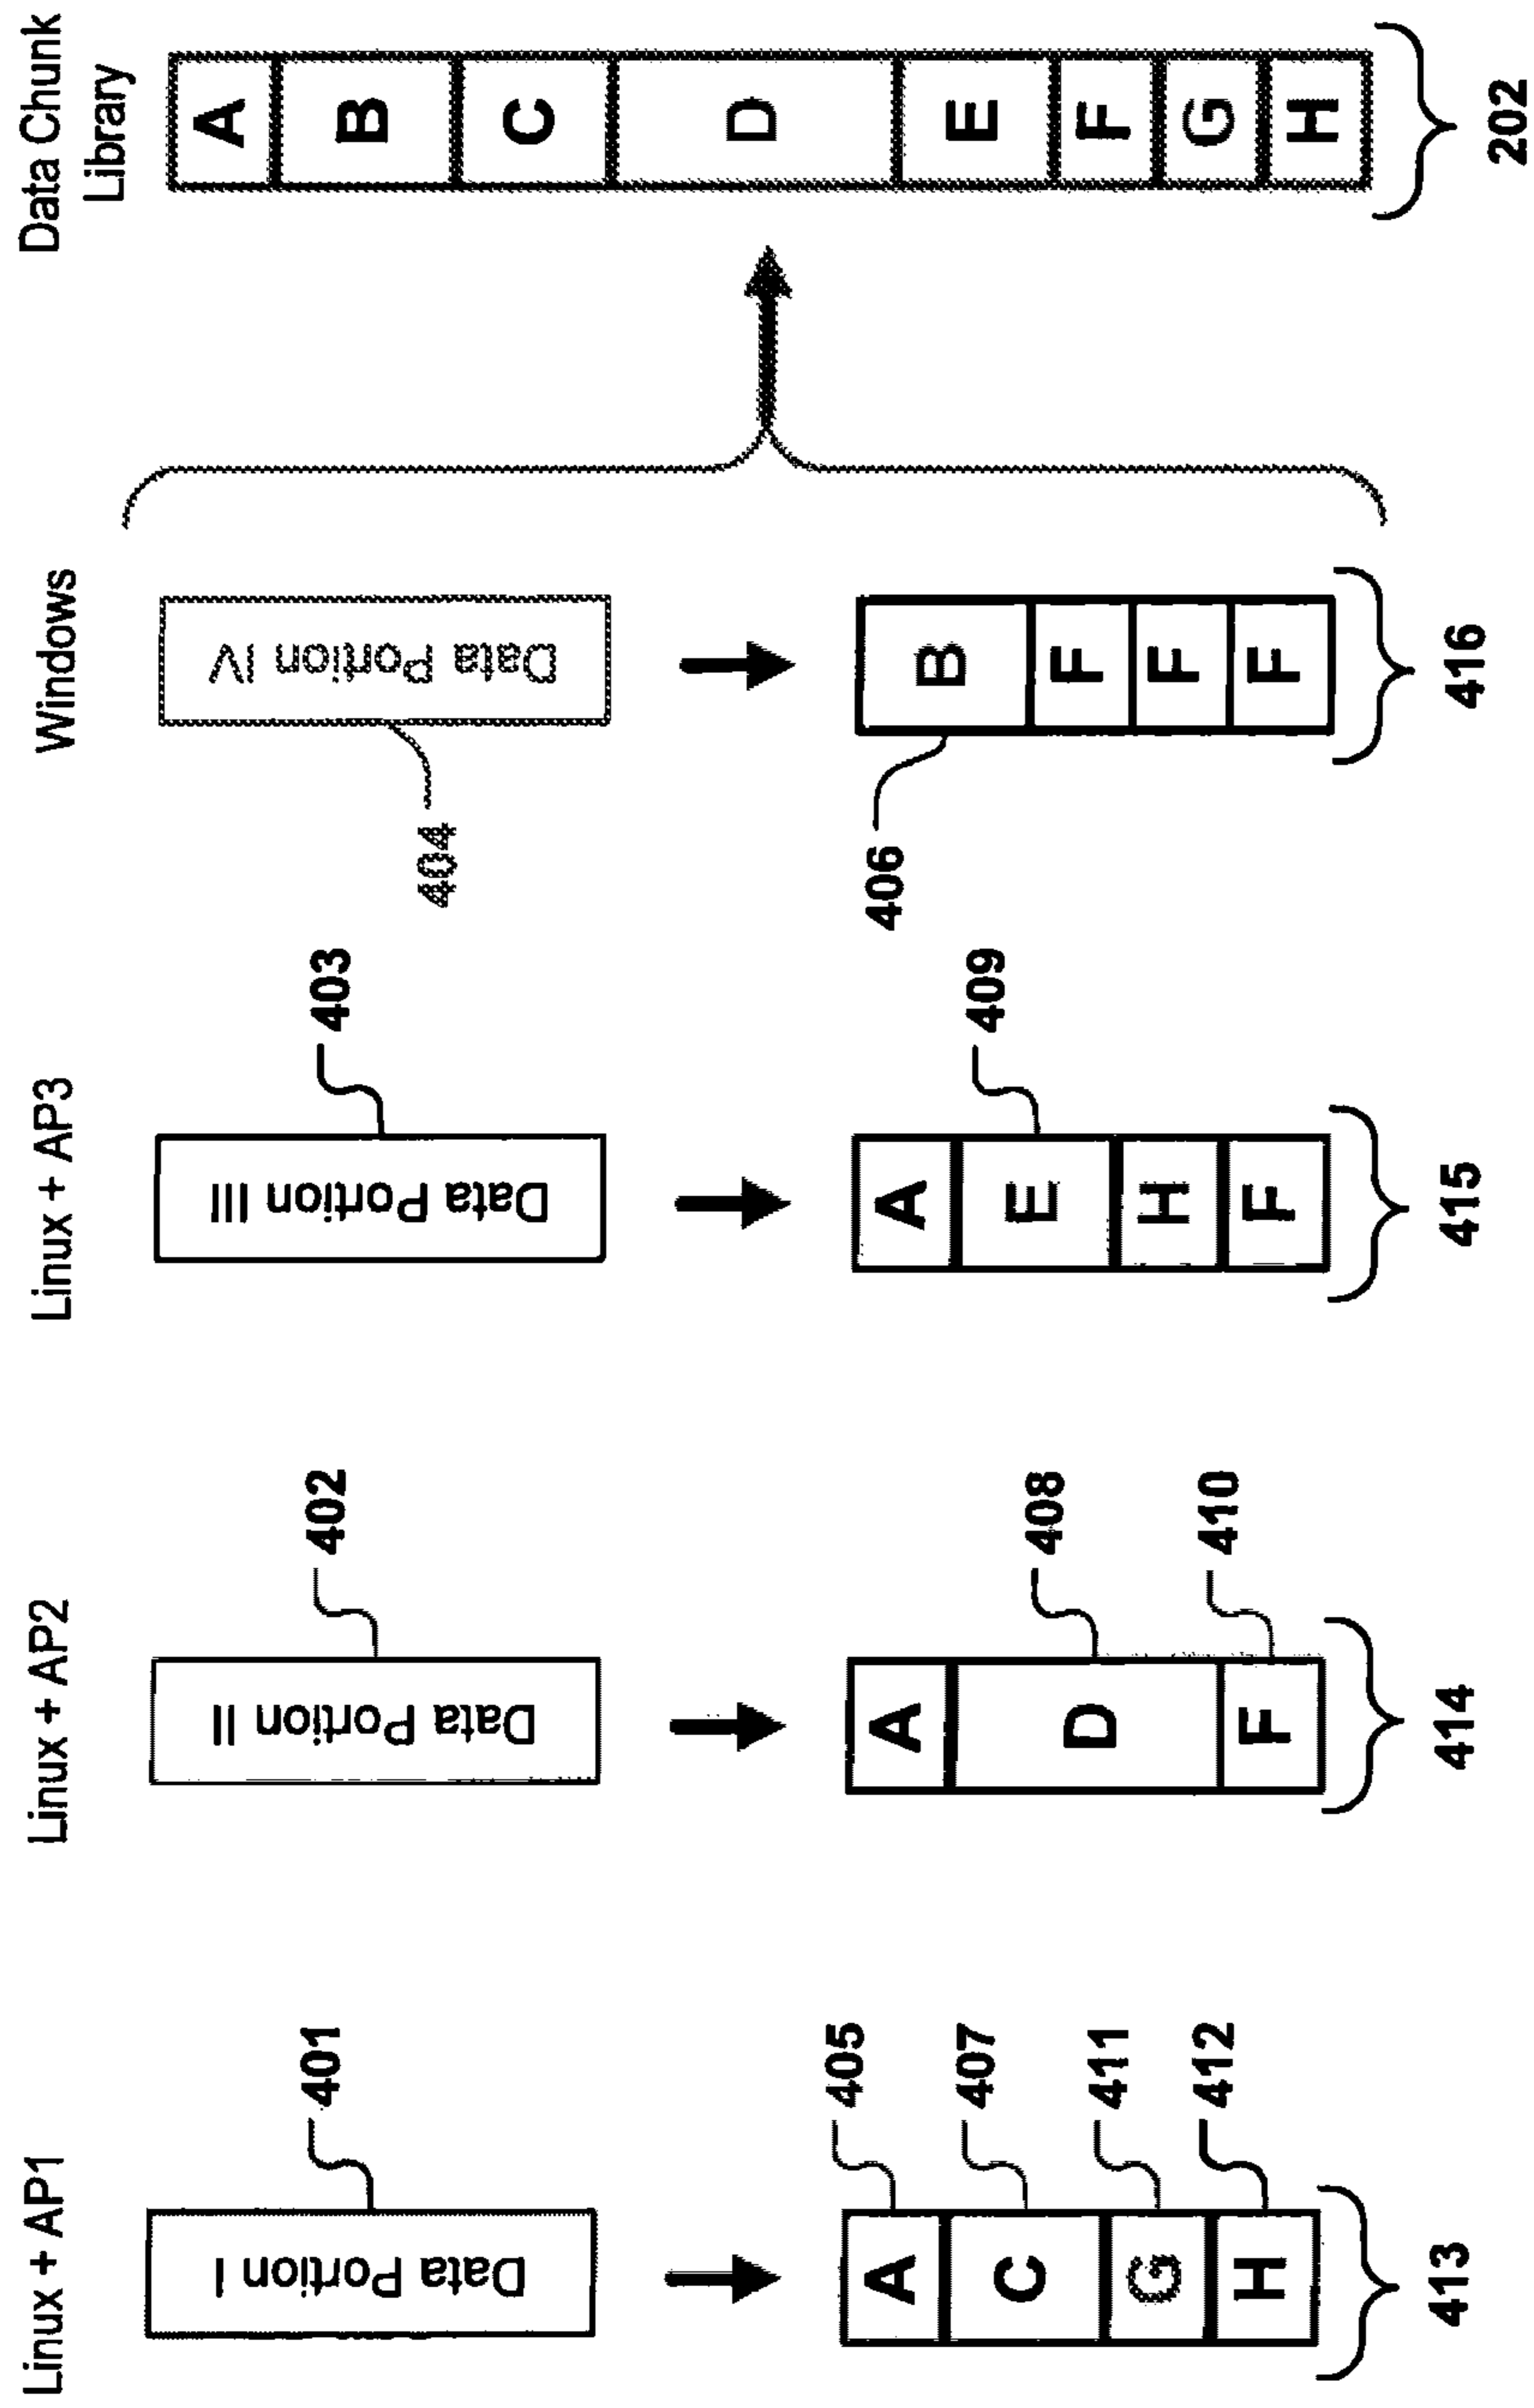 Linux + AP1
Linux + AP2
Linux + AP3
Windows
Data Chunk
Library
401
402
403
404
Data Portion I
Data Portion II
Data Portion III
Data Portion IV
405
407
411
412
408
410
409
406
A
C
G
H
A
D
F
A
E
H
F
B
F
F
F
A
B
C
D
E
F
G
H
413
414
415
416
202